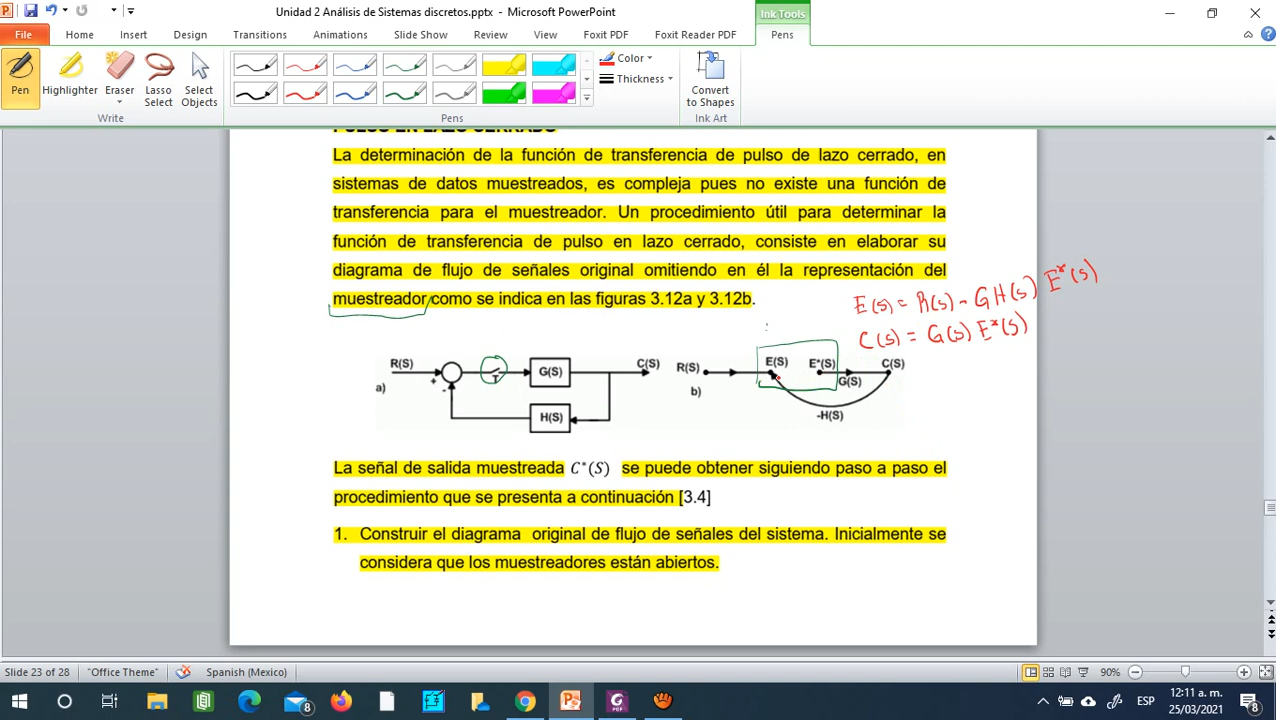 Unidad 2 Análisis de Sistemas discretos.pptx - Microsoft PowerPoint
Ink Tools
File Home Insert Design Transitions Animations Slide Show Review View Foxit PDF Foxit Reader PDF Pens
Color
Thickness
Pen Highlighter Eraser Lasso Select Select Objects Convert to Shapes
Write Pens Ink Art
PULSO EN LAZO CERRADO
La determinación de la función de transferencia de pulso de lazo cerrado, en
sistemas de datos muestreados, es compleja pues no existe una función de
transferencia para el muestreador. Un procedimiento útil para determinar la
función de transferencia de pulso en lazo cerrado, consiste en elaborar su
diagrama de flujo de señales original omitiendo en él la representación del
muestreador como se indica en las figuras 3.12a y 3.12b.
E(s) = R(s) - GH(s) E*(s)
C(s) = G(s) E*(s)
R(S) + - T G(S) C(S)
a) H(S)
R(S) E(S) E*(S) G(S) C(S)
b) -H(S)
La señal de salida muestreada C*(S) se puede obtener siguiendo paso a paso el
procedimiento que se presenta a continuación [3.4]
1. Construir el diagrama original de flujo de señales del sistema. Inicialmente se
considera que los muestreadores están abiertos.
Slide 23 of 28 "Office Theme" Spanish (Mexico) 90%
8 ESP 12:11 a. m. 25/03/2021 8